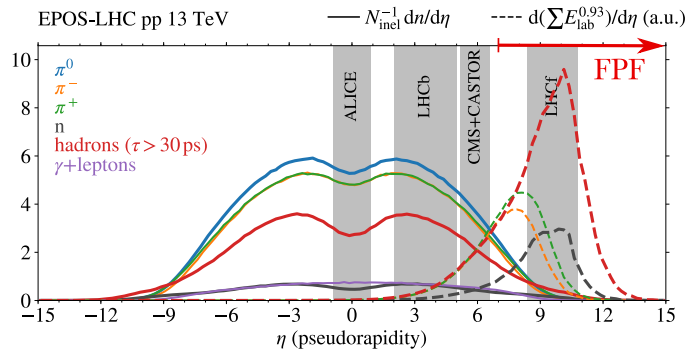 EPOS-LHC pp 13 TeV
N_inel^−1 dn/dη
d(∑E_lab^0.93)/dη (a.u.)
FPF
π⁰
π⁻
π⁺
n
hadrons (τ > 30 ps)
γ+leptons
ALICE
LHCb
CMS+CASTOR
LHCf
10
8
6
4
2
0
−15 −12 −9 −6 −3 0 3 6 9 12 15
η (pseudorapidity)